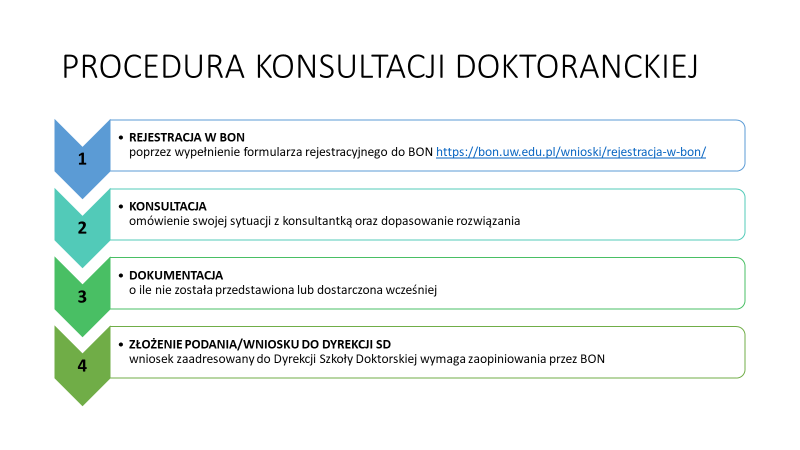 PROCEDURA KONSULTACJI DOKTORANCKIEJ
1
• REJESTRACJA W BON
poprzez wypełnienie formularza rejestracyjnego do BON https://bon.uw.edu.pl/wnioski/rejestracja-w-bon/
2
• KONSULTACJA
omówienie swojej sytuacji z konsultantką oraz dopasowanie rozwiązania
3
• DOKUMENTACJA
o ile nie została przedstawiona lub dostarczona wcześniej
4
• ZŁOŻENIE PODANIA/WNIOSKU DO DYREKCJI SD
wniosek zaadresowany do Dyrekcji Szkoły Doktorskiej wymaga zaopiniowania przez BON